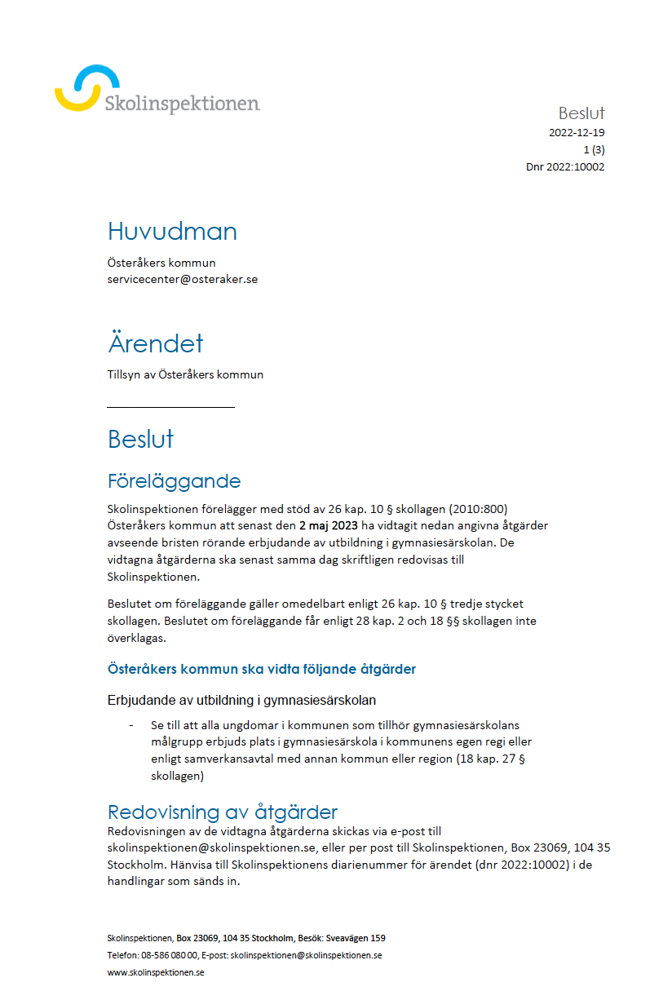 Skolinspektionen
Beslut
2022-12-19
1 (3)
Dnr 2022:10002
Huvudman
Österåkers kommun
servicecenter@osteraker.se
Ärendet
Tillsyn av Österåkers kommun
Beslut
Föreläggande
Skolinspektionen förelägger med stöd av 26 kap. 10 § skollagen (2010:800)
Österåkers kommun att senast den 2 maj 2023 ha vidtagit nedan angivna åtgärder
avseende bristen rörande erbjudande av utbildning i gymnasiesärskolan. De
vidtagna åtgärderna ska senast samma dag skriftligen redovisas till
Skolinspektionen.
Beslutet om föreläggande gäller omedelbart enligt 26 kap. 10 § tredje stycket
skollagen. Beslutet om föreläggande får enligt 28 kap. 2 och 18 §§ skollagen inte
överklagas.
Österåkers kommun ska vidta följande åtgärder
Erbjudande av utbildning i gymnasiesärskolan
- Se till att alla ungdomar i kommunen som tillhör gymnasiesärskolans
målgrupp erbjuds plats i gymnasiesärskola i kommunens egen regi eller
enligt samverkansavtal med annan kommun eller region (18 kap. 27 §
skollagen)
Redovisning av åtgärder
Redovisningen av de vidtagna åtgärderna skickas via e-post till
skolinspektionen@skolinspektionen.se, eller per post till Skolinspektionen, Box 23069, 104 35
Stockholm. Hänvisa till Skolinspektionens diarienummer för ärendet (dnr 2022:10002) i de
handlingar som sänds in.
Skolinspektionen, Box 23069, 104 35 Stockholm, Besök: Sveavägen 159
Telefon: 08-586 080 00, E-post: skolinspektionen@skolinspektionen.se
www.skolinspektionen.se